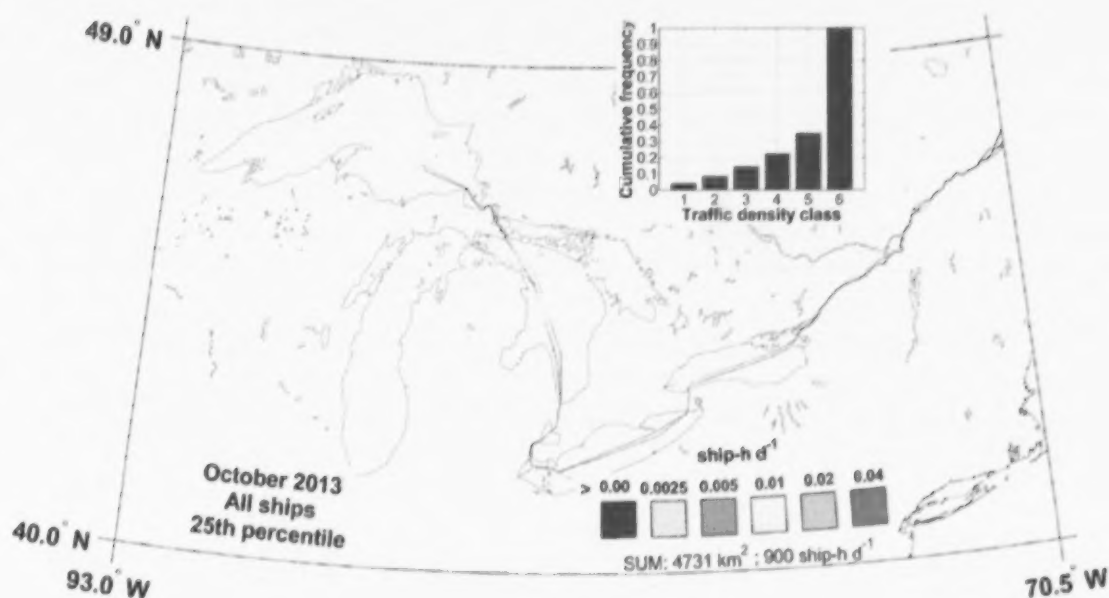 49.0° N
Cumulative frequency
1
0.9
0.8
0.7
0.6
0.5
0.4
0.3
0.2
0.1
0
1 2 3 4 5 6
Traffic density class
October 2013
All ships
25th percentile
ship-h d⁻¹
> 0.00 0.0025 0.005 0.01 0.02 0.04
SUM: 4731 km² ; 900 ship-h d⁻¹
40.0° N
93.0° W
70.5° W